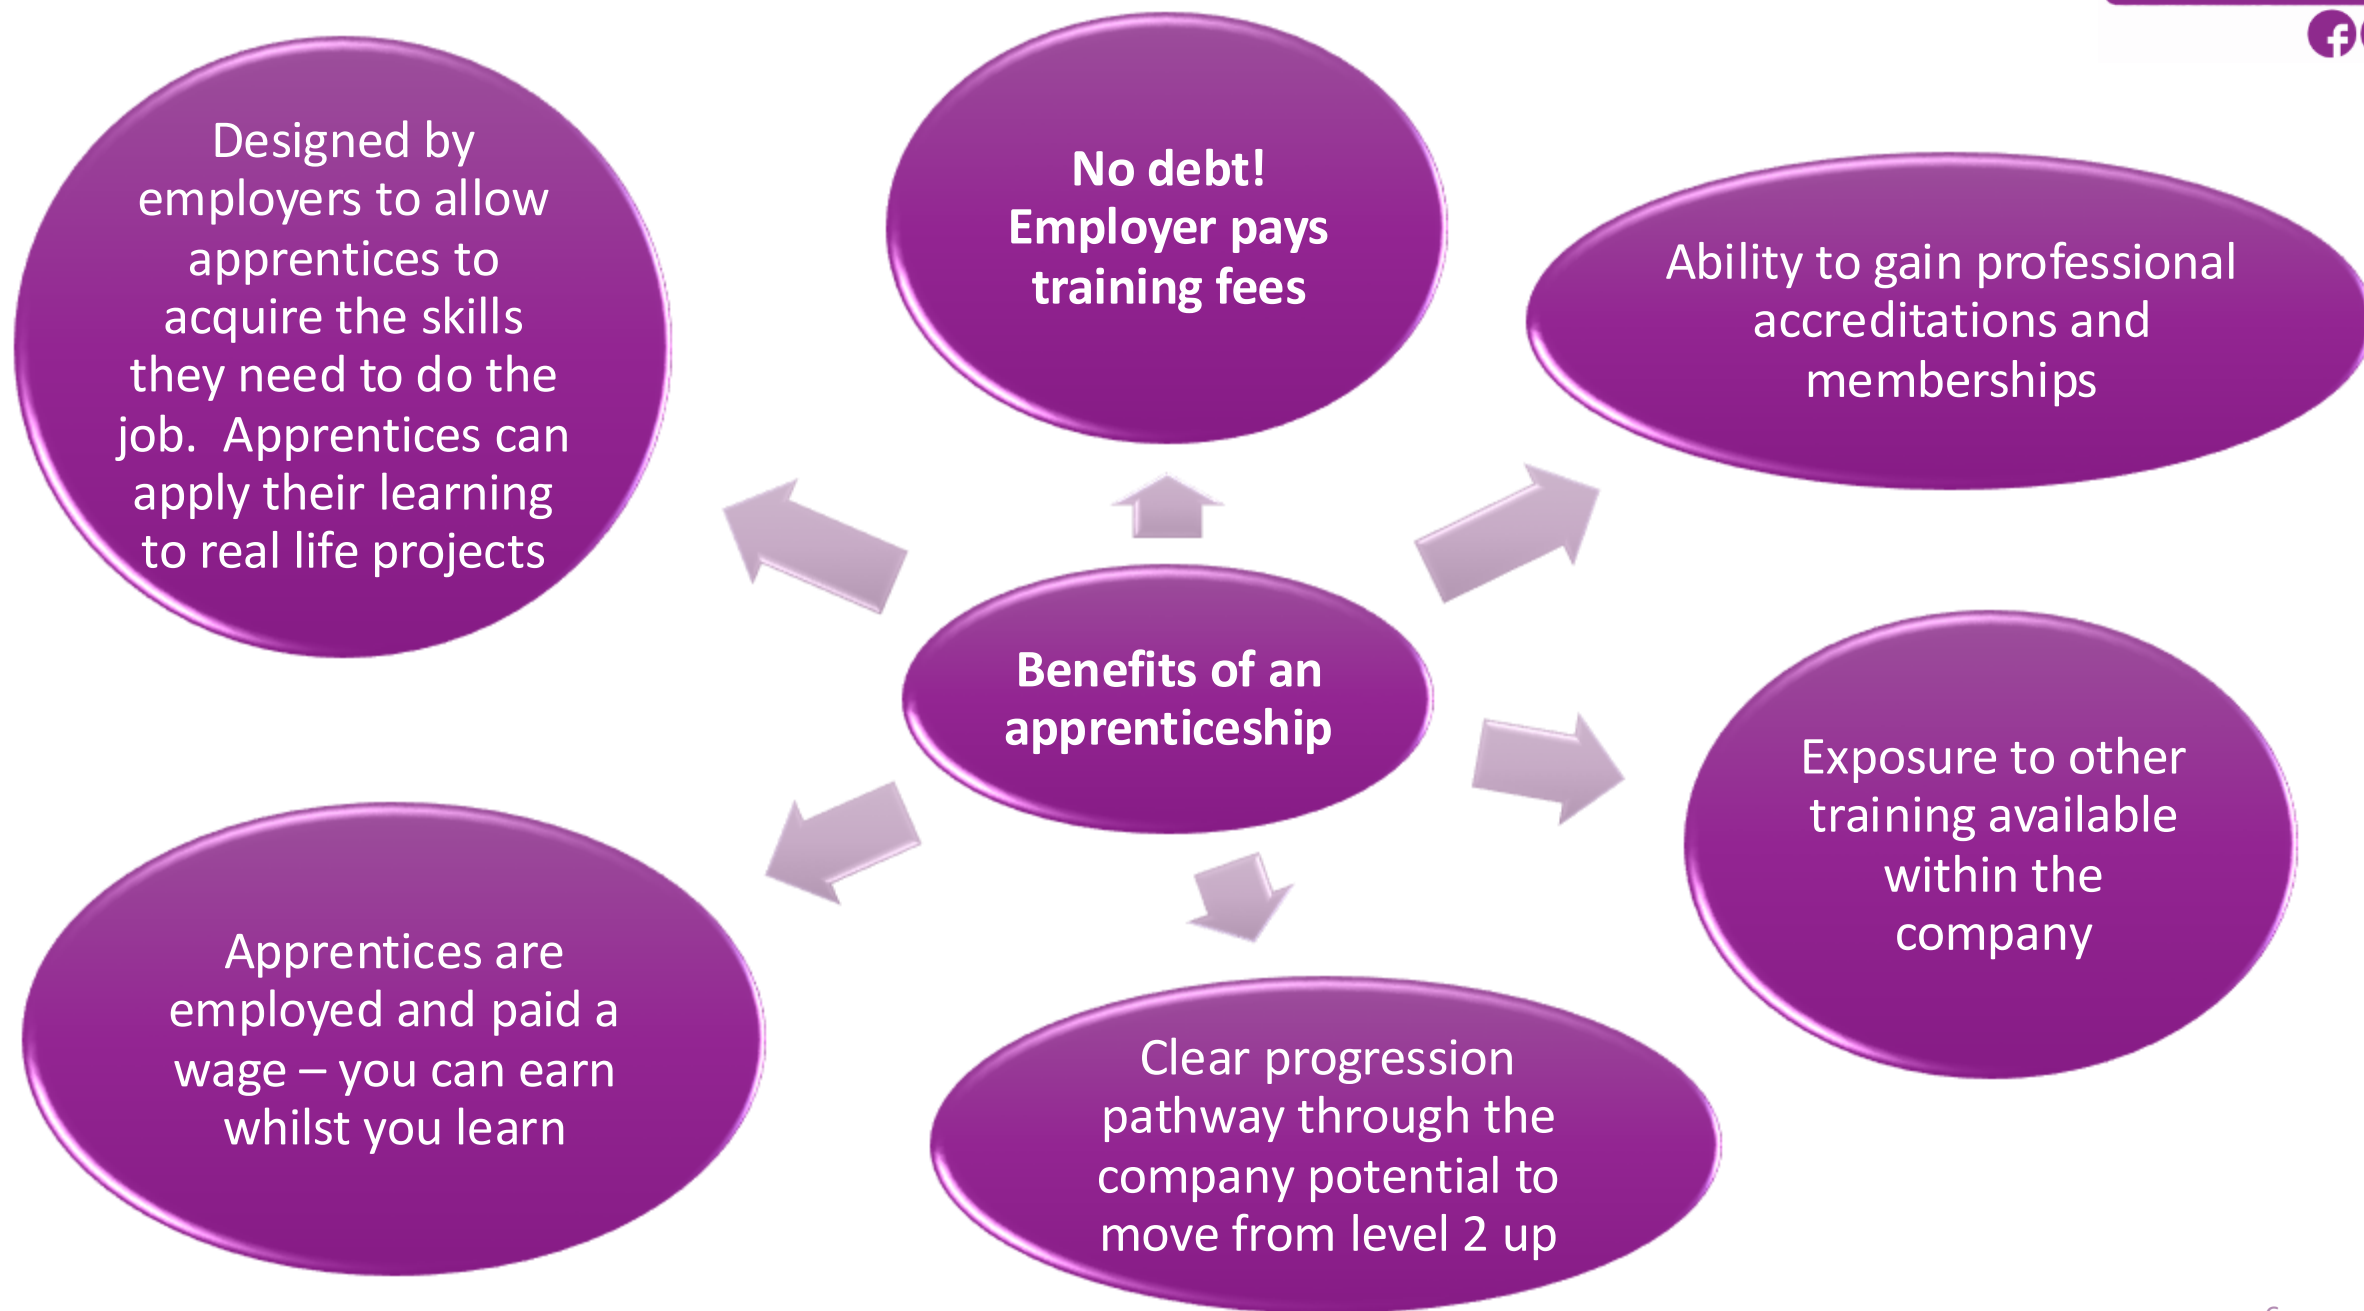 Designed by
employers to allow
apprentices to
acquire the skills
they need to do the
job.  Apprentices can
apply their learning
to real life projects
No debt!
Employer pays
training fees
Ability to gain professional
accreditations and
memberships
Benefits of an
apprenticeship
Exposure to other
training available
within the
company
Apprentices are
employed and paid a
wage – you can earn
whilst you learn
Clear progression
pathway through the
company potential to
move from level 2 up